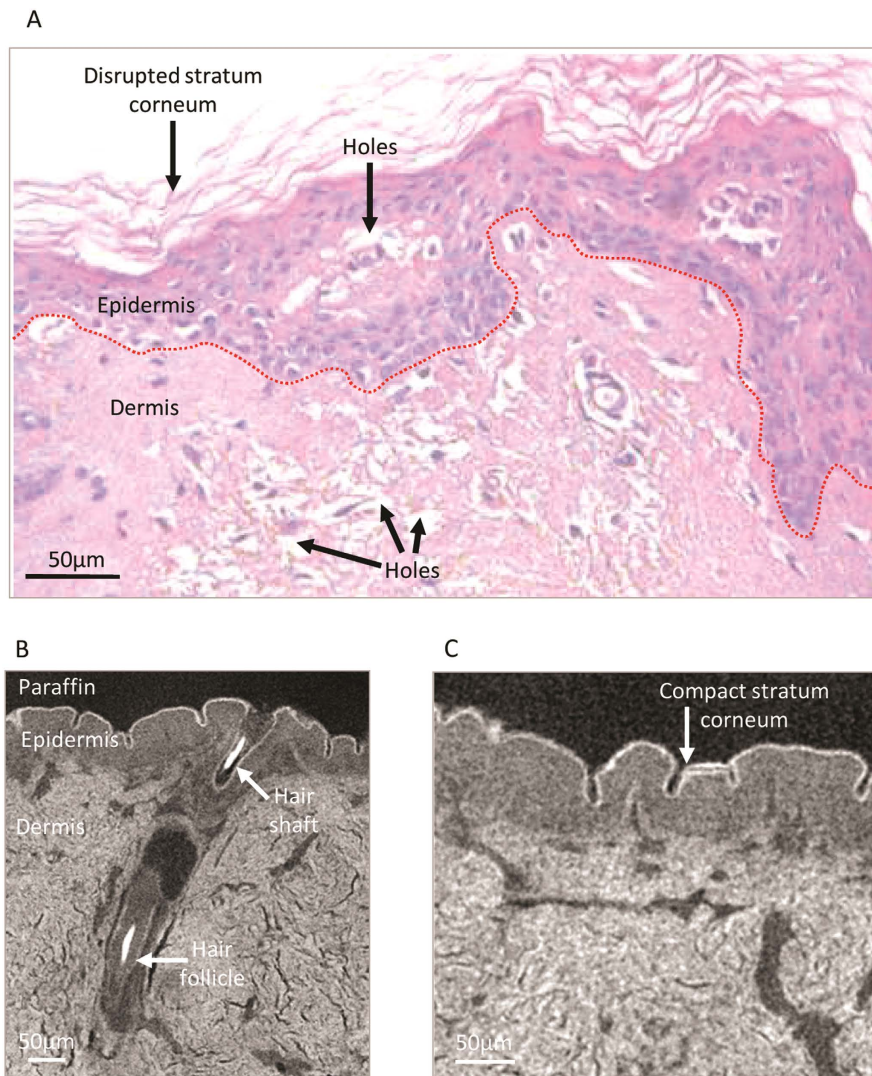 A
Disrupted stratum
corneum
Holes
Epidermis
Dermis
Holes
50µm
B
Paraffin
Epidermis
Hair
shaft
Dermis
Hair
follicle
50µm
C
Compact stratum
corneum
50µm